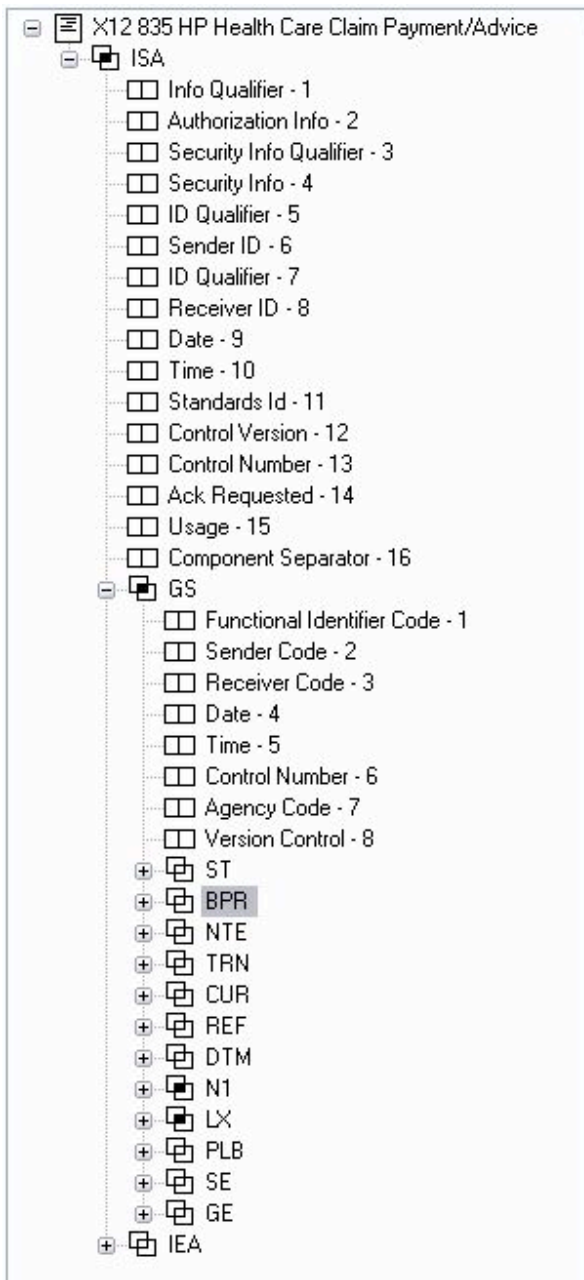 X12 835 HP Health Care Claim Payment/Advice
ISA
Info Qualifier - 1
Authorization Info - 2
Security Info Qualifier - 3
Security Info - 4
ID Qualifier - 5
Sender ID - 6
ID Qualifier - 7
Receiver ID - 8
Date - 9
Time - 10
Standards Id - 11
Control Version - 12
Control Number - 13
Ack Requested - 14
Usage - 15
Component Separator - 16
GS
Functional Identifier Code - 1
Sender Code - 2
Receiver Code - 3
Date - 4
Time - 5
Control Number - 6
Agency Code - 7
Version Control - 8
ST
BPR
NTE
TRN
CUR
REF
DTM
N1
LX
PLB
SE
GE
IEA